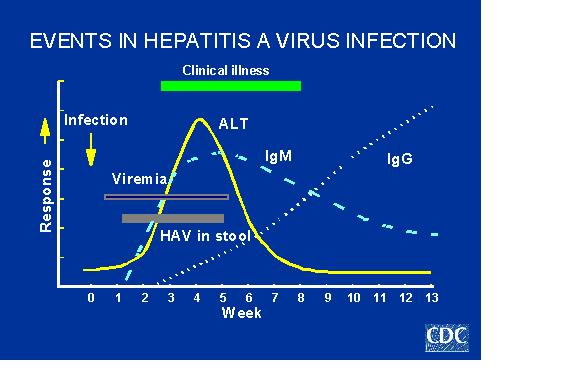 EVENTS IN HEPATITIS A VIRUS INFECTION
Clinical illness
Infection
ALT
IgM
IgG
Viremia
HAV in stool
Response
0 1 2 3 4 5 6 7 8 9 10 11 12 13
Week
CDC